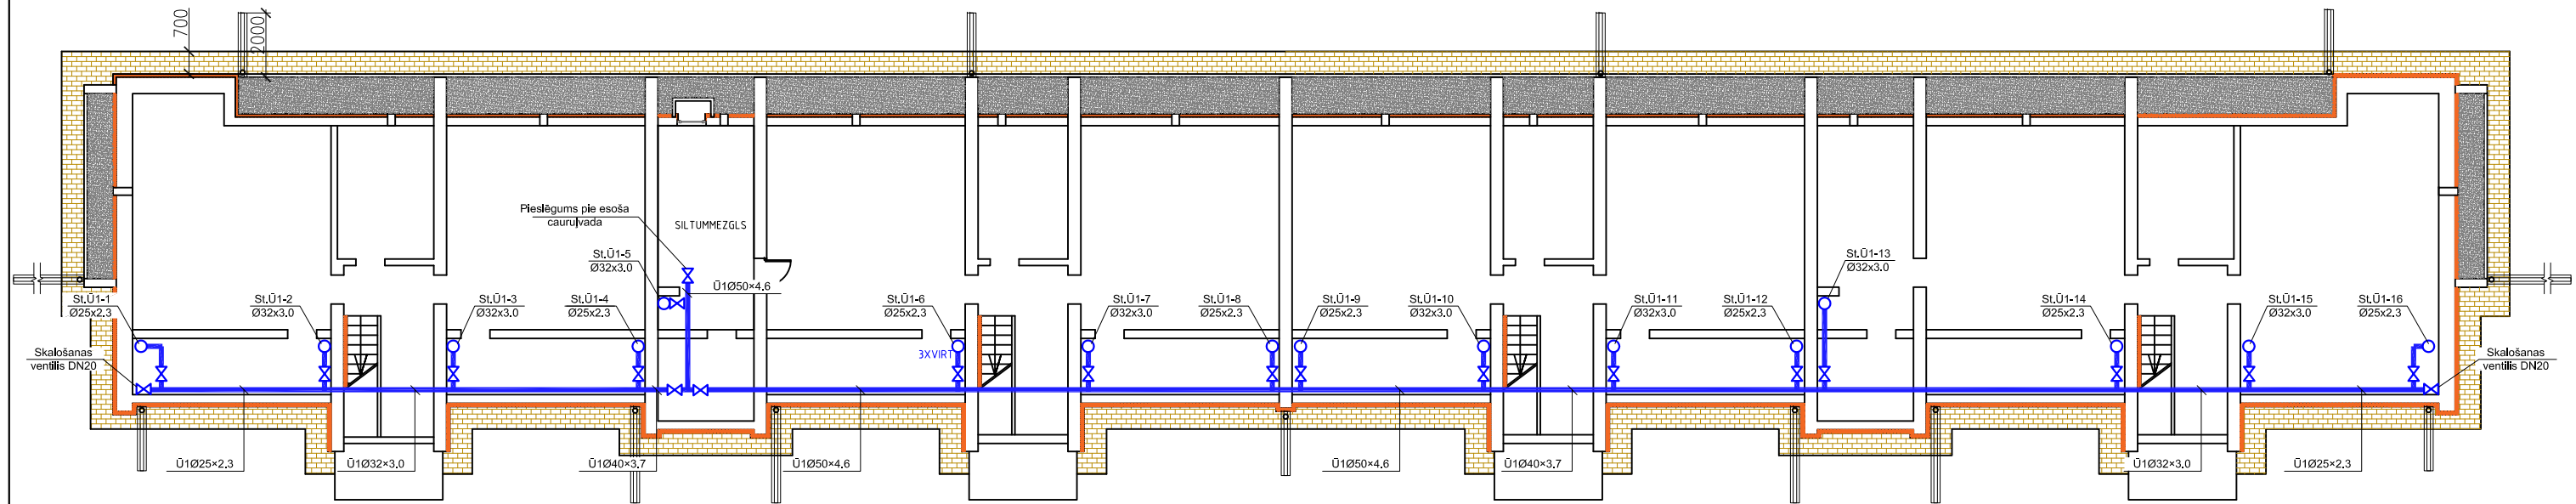 700
2000
Pieslēgums pie esoša
cauruļvada
SILTUMMEZGLS
St.Ū1-5
Ø32x3.0
Ū1Ø50×4.6
St.Ū1-13
Ø32x3.0
St.Ū1-1
Ø25x2.3
St.Ū1-2
Ø32x3.0
St.Ū1-3
Ø32x3.0
St.Ū1-4
Ø25x2.3
St.Ū1-6
Ø25x2.3
St.Ū1-7
Ø32x3.0
St.Ū1-8
Ø25x2.3
St.Ū1-9
Ø25x2.3
St.Ū1-10
Ø32x3.0
St.Ū1-11
Ø32x3.0
St.Ū1-12
Ø25x2.3
St.Ū1-14
Ø25x2.3
St.Ū1-15
Ø32x3.0
St.Ū1-16
Ø25x2.3
Skalošanas
ventilis DN20
3XVIRT
Skalošanas
ventilis DN20
Ū1Ø25×2.3
Ū1Ø32×3.0
Ū1Ø40×3.7
Ū1Ø50×4.6
Ū1Ø50×4.6
Ū1Ø40×3.7
Ū1Ø32×3.0
Ū1Ø25×2.3